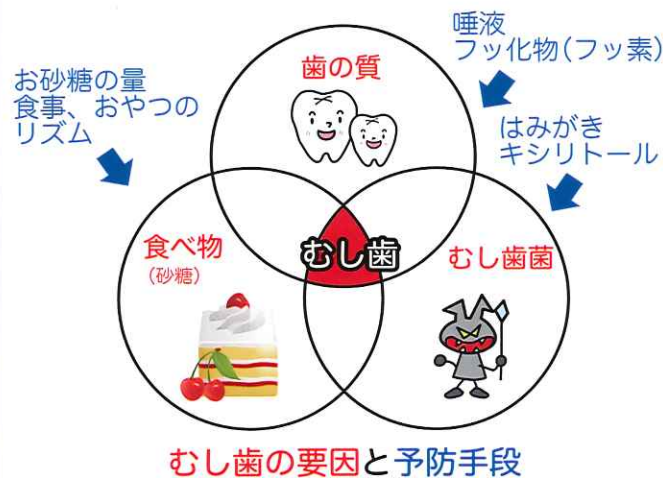 唾液
フッ化物(フッ素)
歯の質
お砂糖の量
食事、おやつの
リズム
はみがき
キシリトール
食べ物
(砂糖)
むし歯
むし歯菌
むし歯の要因と予防手段